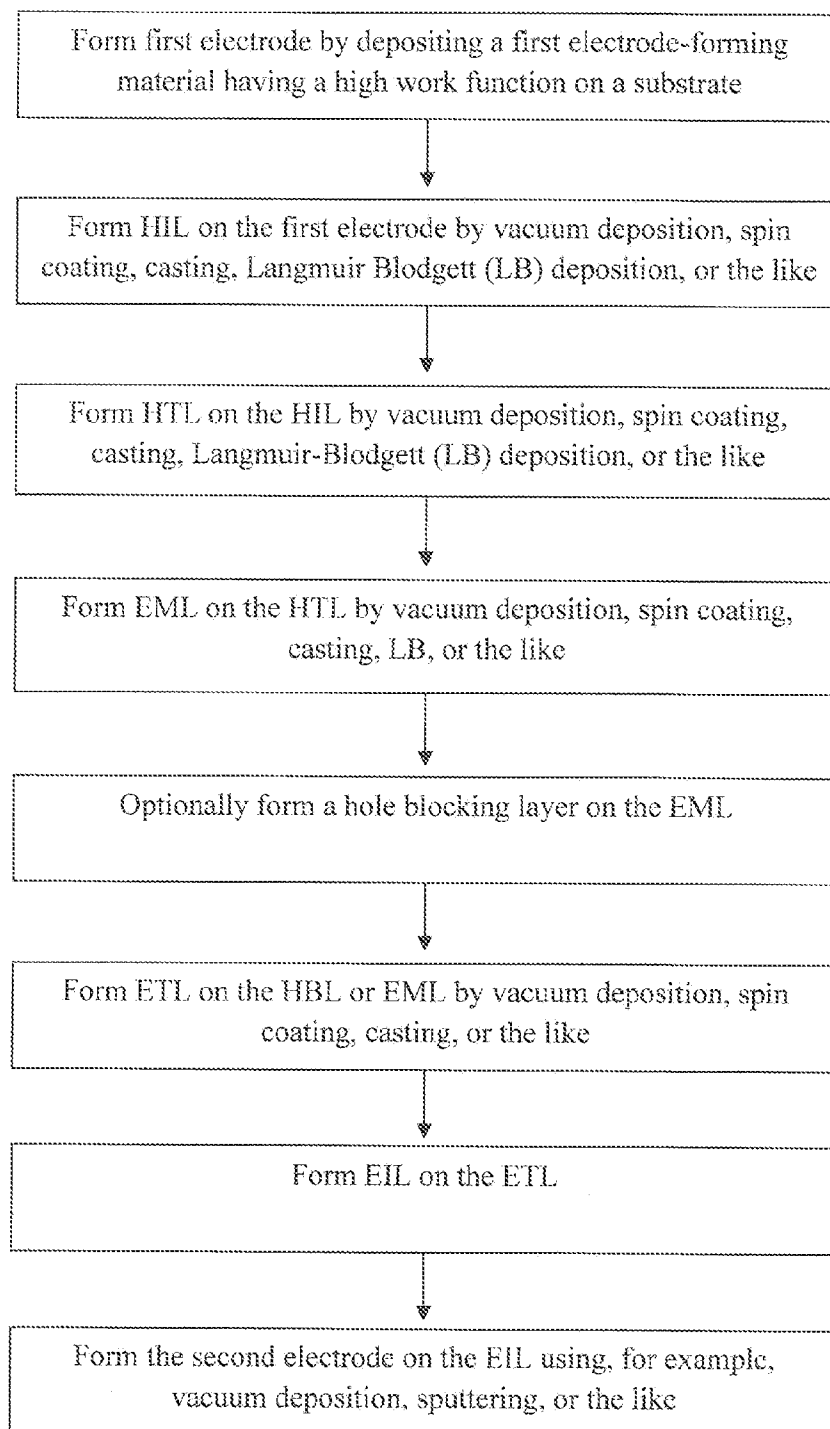 Form first electrode by depositing a first electrode-forming
material having a high work function on a substrate
Form HIL on the first electrode by vacuum deposition, spin
coating, casting, Langmuir Blodgett (LB) deposition, or the like
Form HTL on the HIL by vacuum deposition, spin coating,
casting, Langmuir-Blodgett (LB) deposition, or the like
Form EML on the HTL by vacuum deposition, spin coating,
casting, LB, or the like
Optionally form a hole blocking layer on the EML
Form ETL on the HBL or EML by vacuum deposition, spin
coating, casting, or the like
Form EIL on the ETL
Form the second electrode on the EIL using, for example,
vacuum deposition, sputtering, or the like